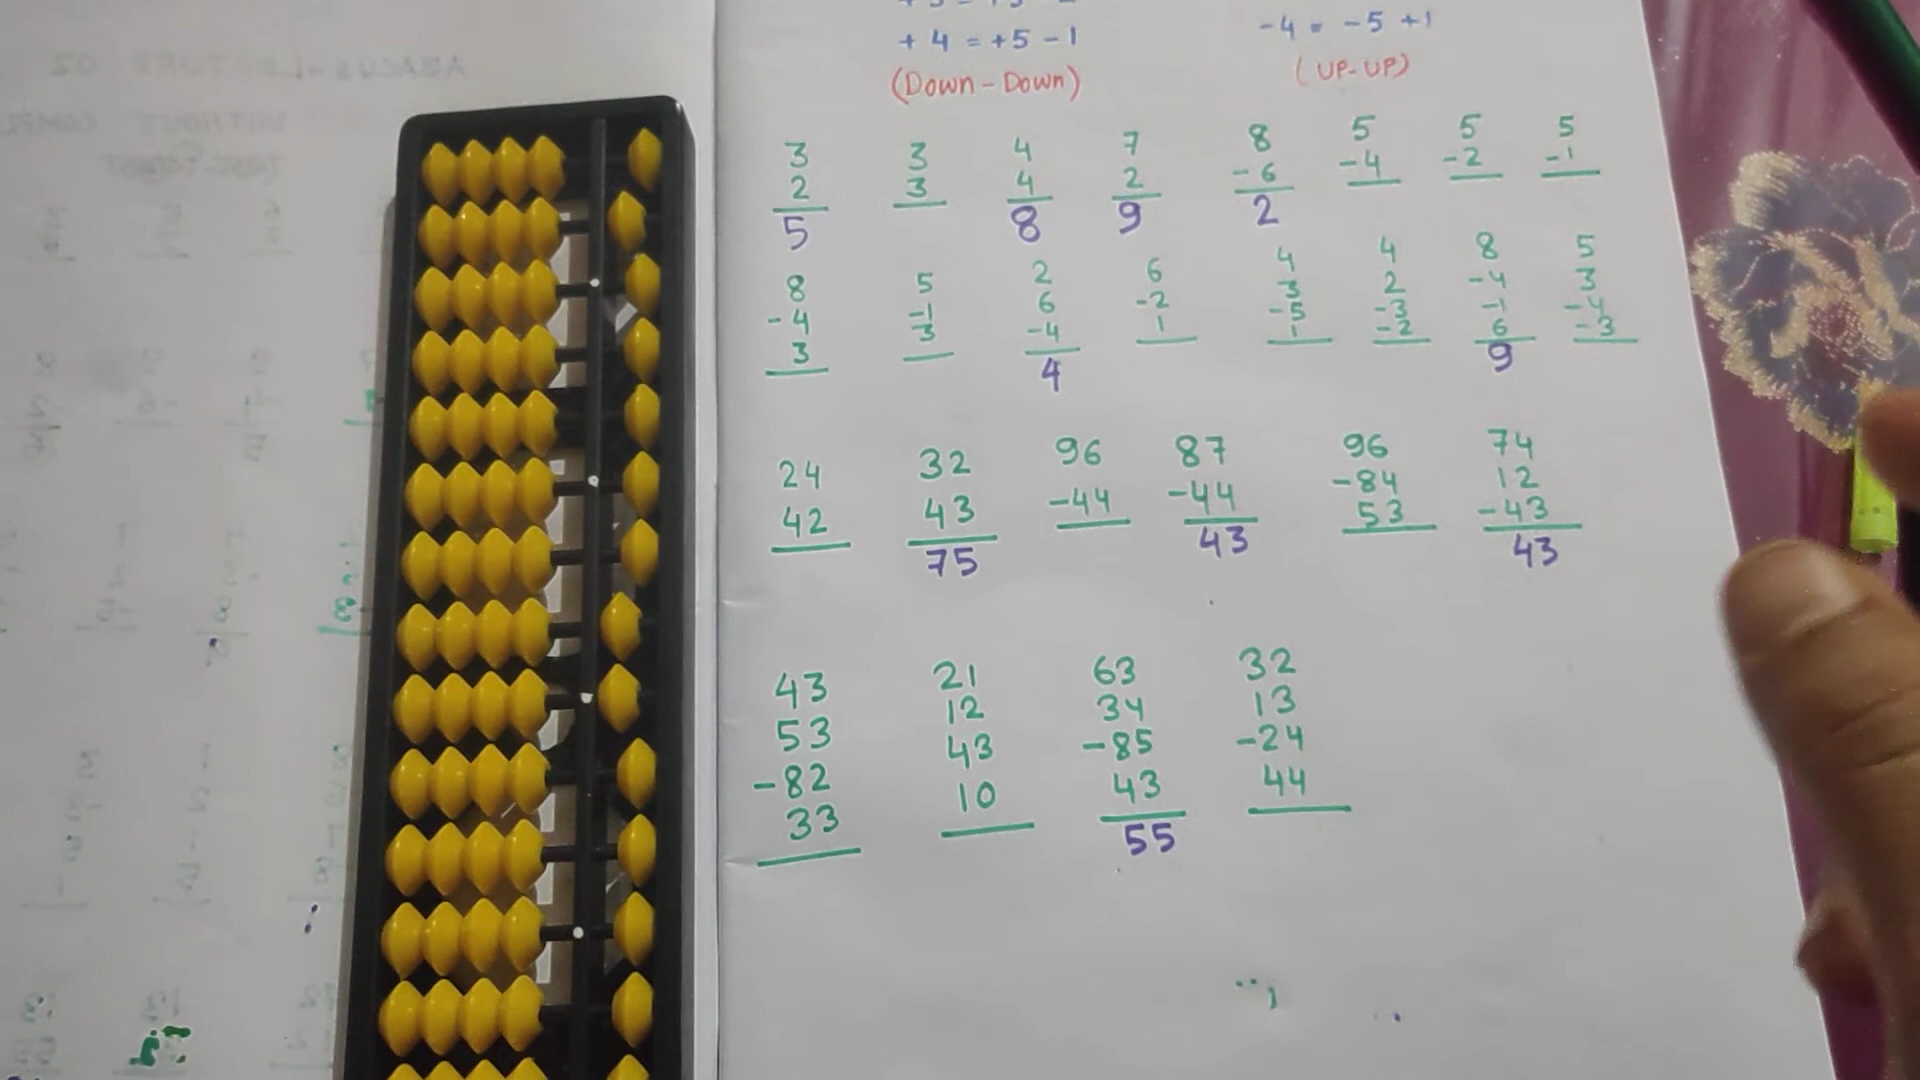 + 4 = +5 - 1
-4 = -5 +1
(Down - Down)
(UP-UP)
3 3 4 7 8 5 5 5
2 3 4 2 -6 -4 -2 -1
5 8 9 2
8 5 2 6 4 4 8 5
-4 -1 6 -2 3 2 -4 3
3 3 -4 1 -5 -3 -1 -4
1 -2 6 -3
4 9
24 32 96 87 96 74
42 43 -44 -44 -84 12
53 -43
75 43 43
43 21 63 32
53 12 34 13
-82 43 -85 -24
33 10 43 44
55